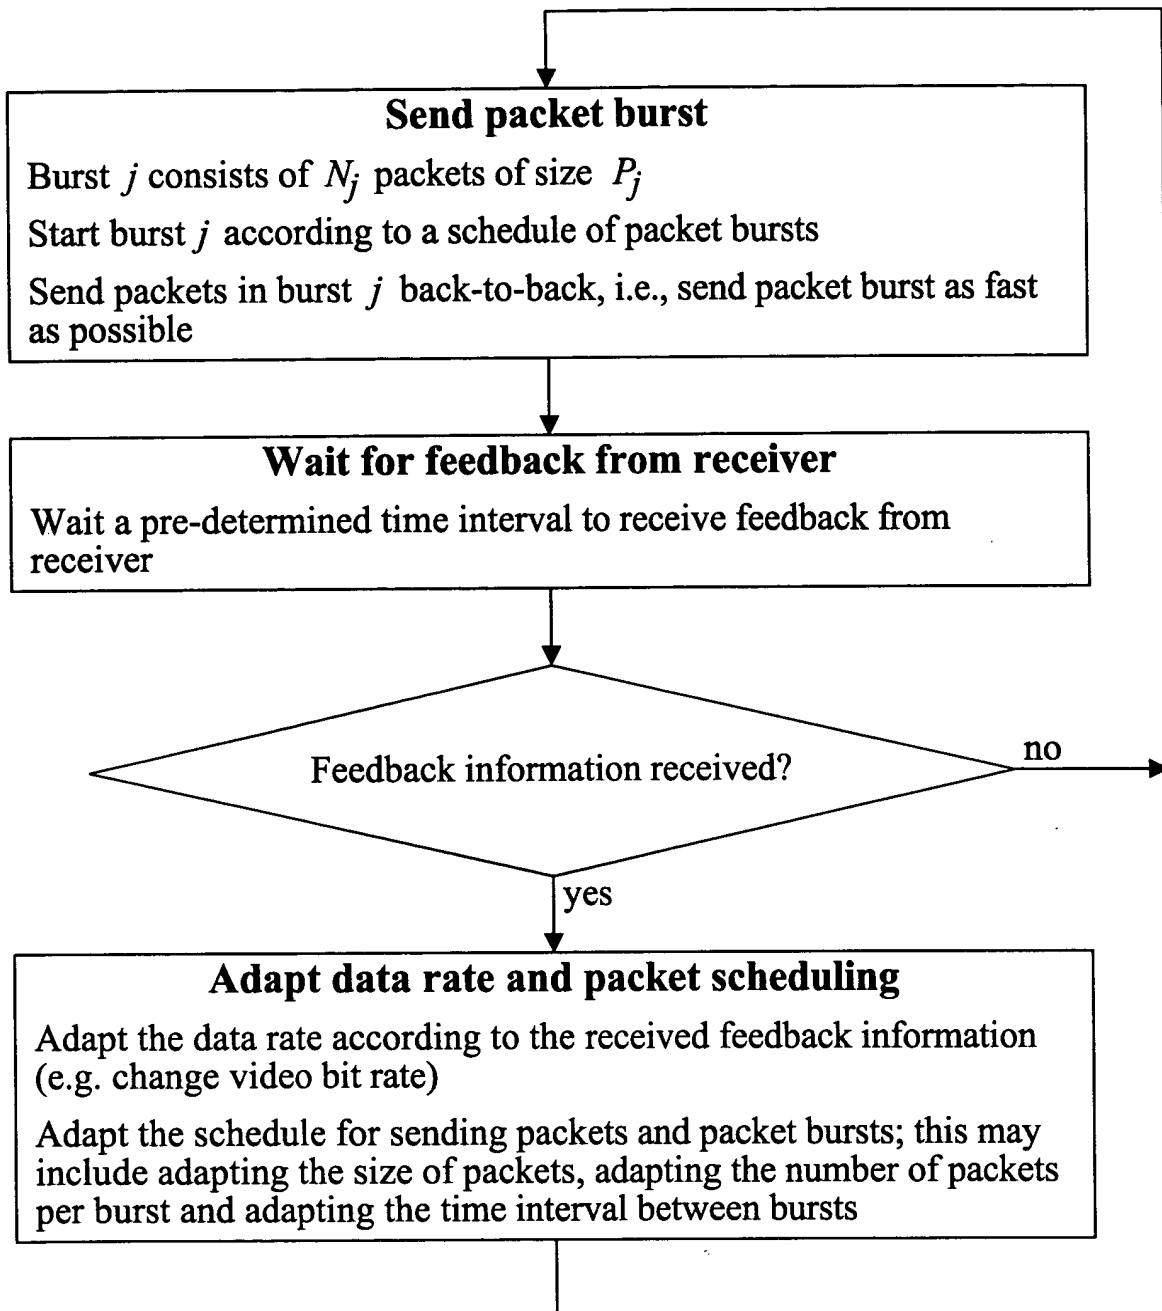 Send packet burst
Burst j consists of N_j packets of size P_j
Start burst j according to a schedule of packet bursts
Send packets in burst j back-to-back, i.e., send packet burst as fast
as possible
Wait for feedback from receiver
Wait a pre-determined time interval to receive feedback from
receiver
Feedback information received?
no
yes
Adapt data rate and packet scheduling
Adapt the data rate according to the received feedback information
(e.g. change video bit rate)
Adapt the schedule for sending packets and packet bursts; this may
include adapting the size of packets, adapting the number of packets
per burst and adapting the time interval between bursts